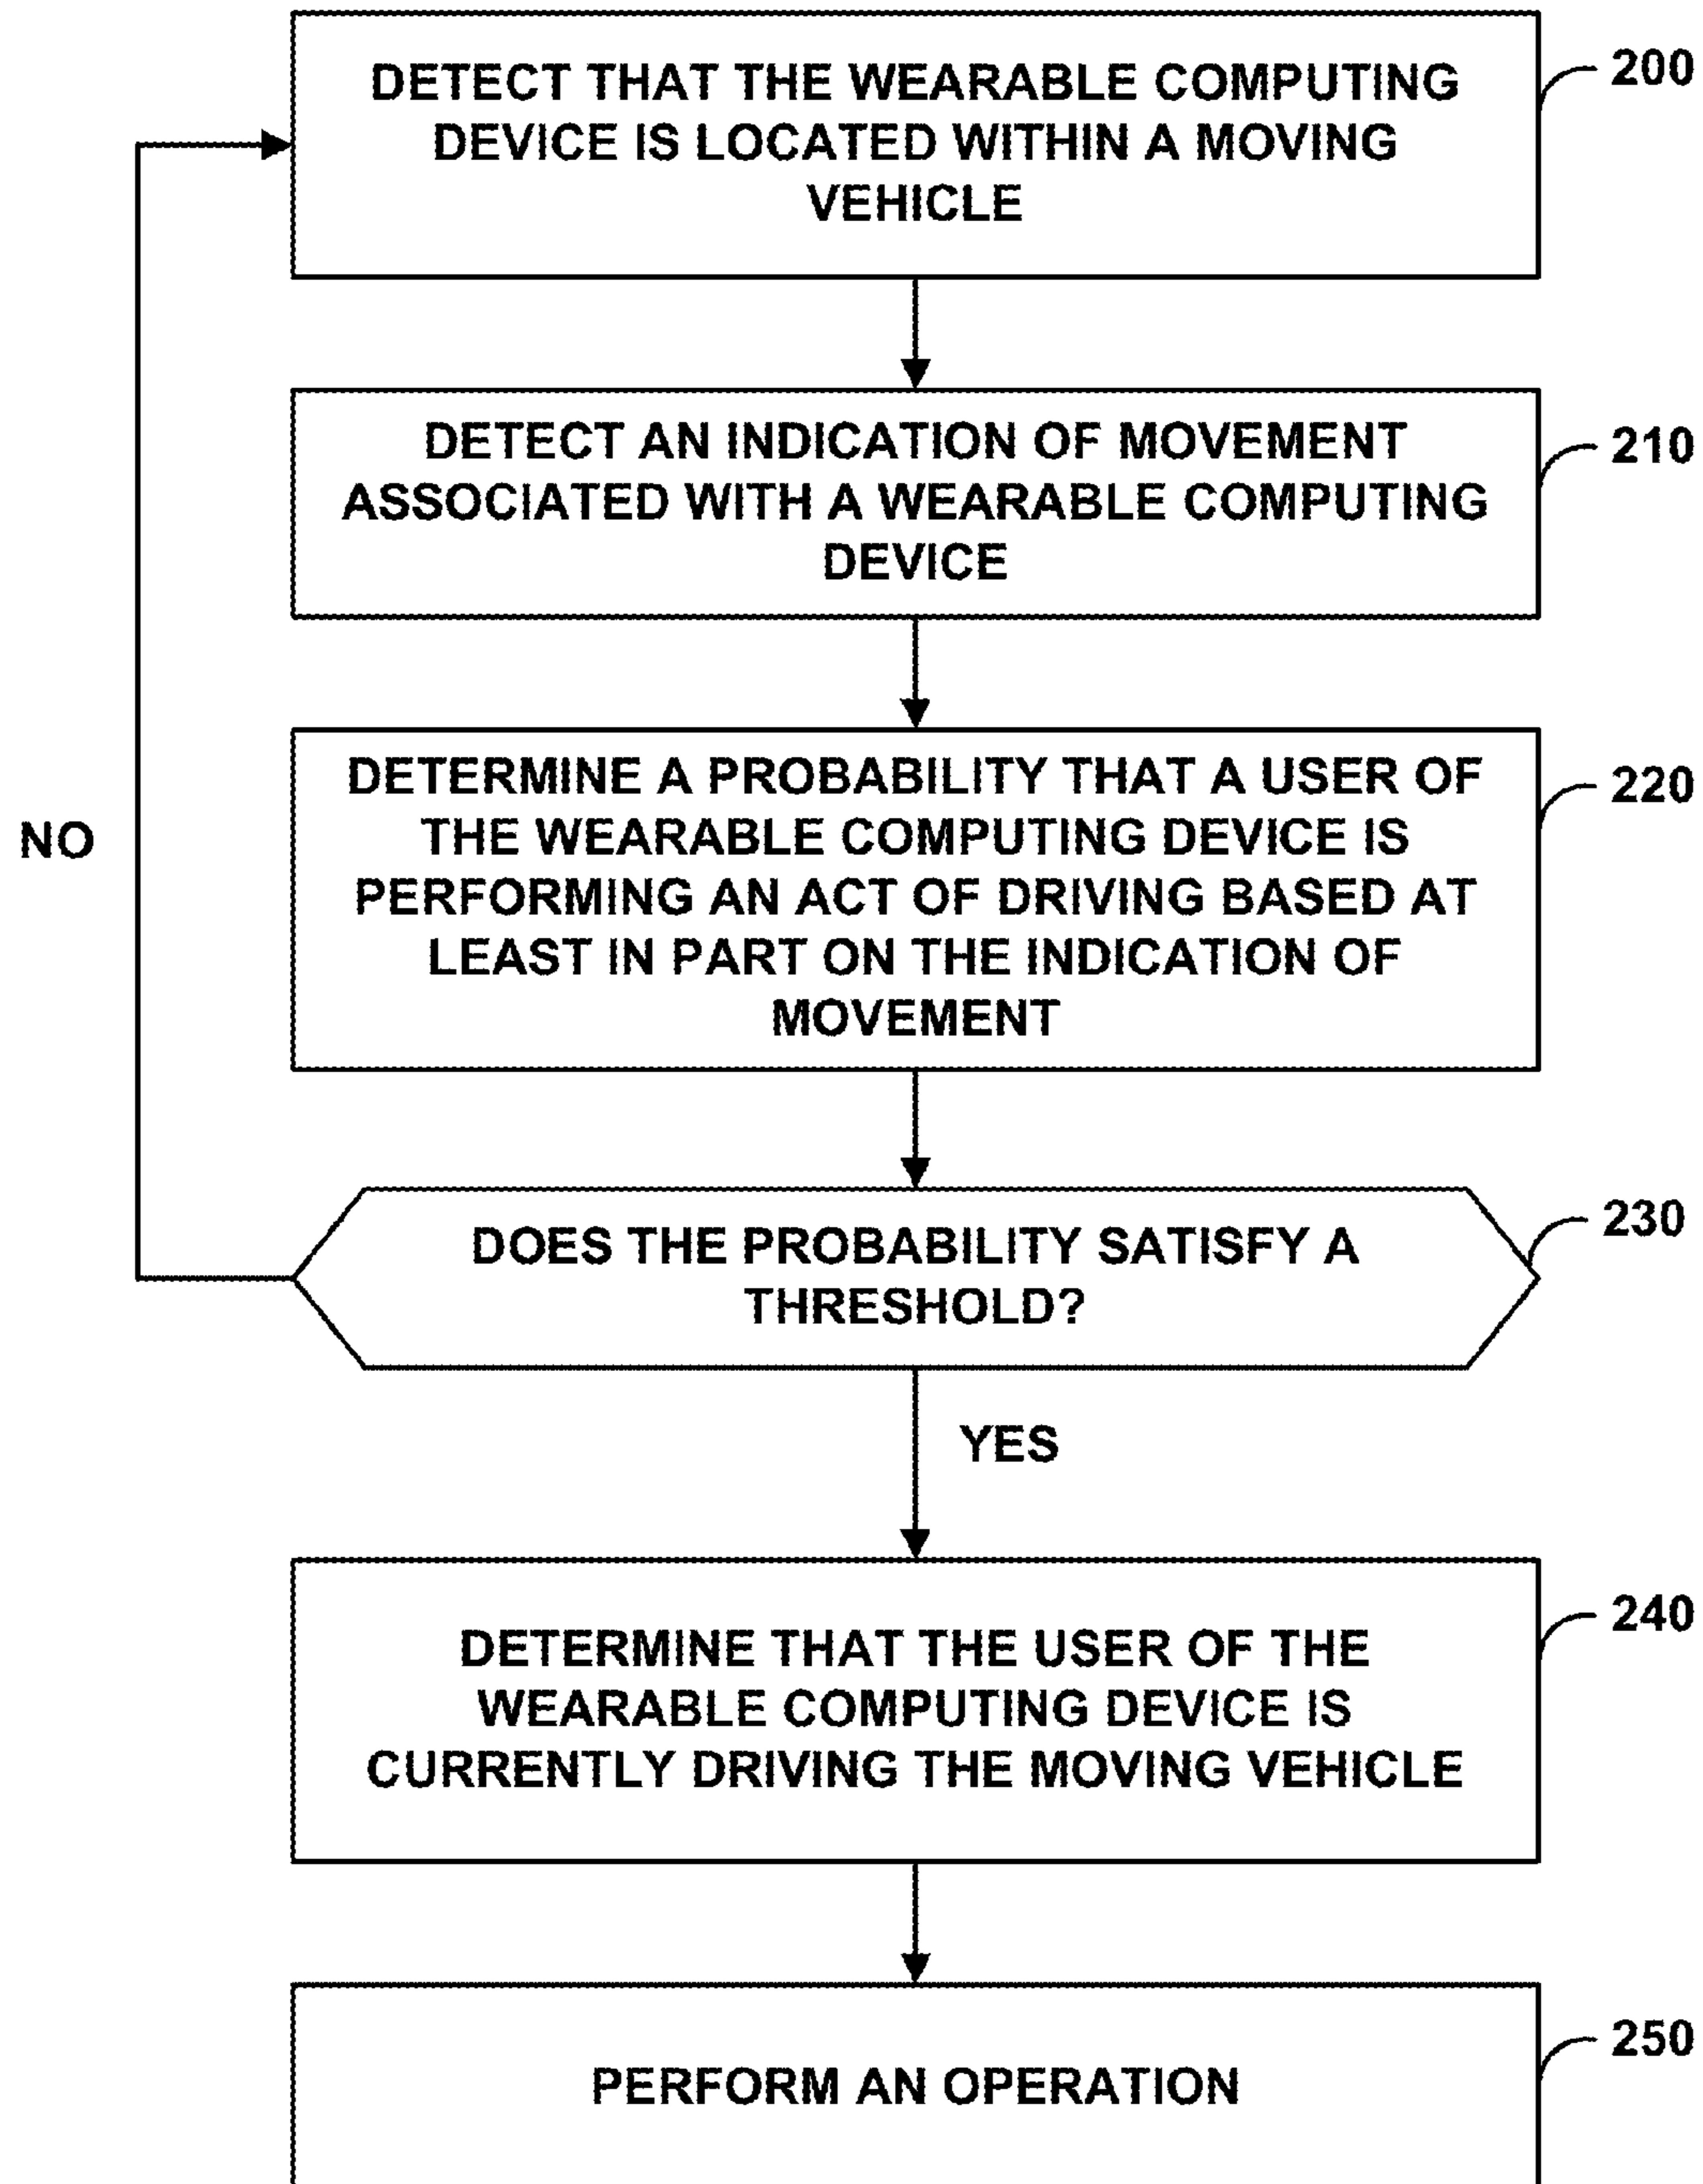 DETECT THAT THE WEARABLE COMPUTING
DEVICE IS LOCATED WITHIN A MOVING
VEHICLE
200
DETECT AN INDICATION OF MOVEMENT
ASSOCIATED WITH A WEARABLE COMPUTING
DEVICE
210
DETERMINE A PROBABILITY THAT A USER OF
THE WEARABLE COMPUTING DEVICE IS
PERFORMING AN ACT OF DRIVING BASED AT
LEAST IN PART ON THE INDICATION OF
MOVEMENT
220
NO
DOES THE PROBABILITY SATISFY A
THRESHOLD?
230
YES
DETERMINE THAT THE USER OF THE
WEARABLE COMPUTING DEVICE IS
CURRENTLY DRIVING THE MOVING VEHICLE
240
PERFORM AN OPERATION
250